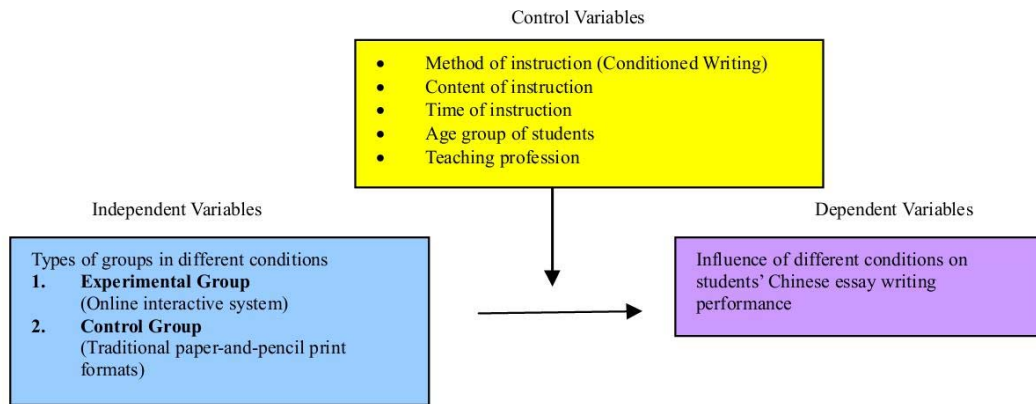 Control Variables
• Method of instruction (Conditioned Writing)
• Content of instruction
• Time of instruction
• Age group of students
• Teaching profession
Independent Variables
Types of groups in different conditions
1. Experimental Group
(Online interactive system)
2. Control Group
(Traditional paper-and-pencil print
formats)
Dependent Variables
Influence of different conditions on
students’ Chinese essay writing
performance